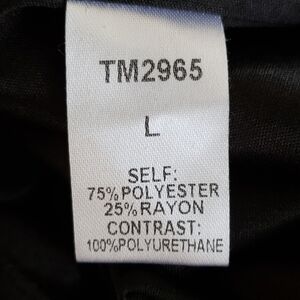 TM2965
L
SELF:
75%POLYESTER
25%RAYON
CONTRAST:
100%POLYURETHANE